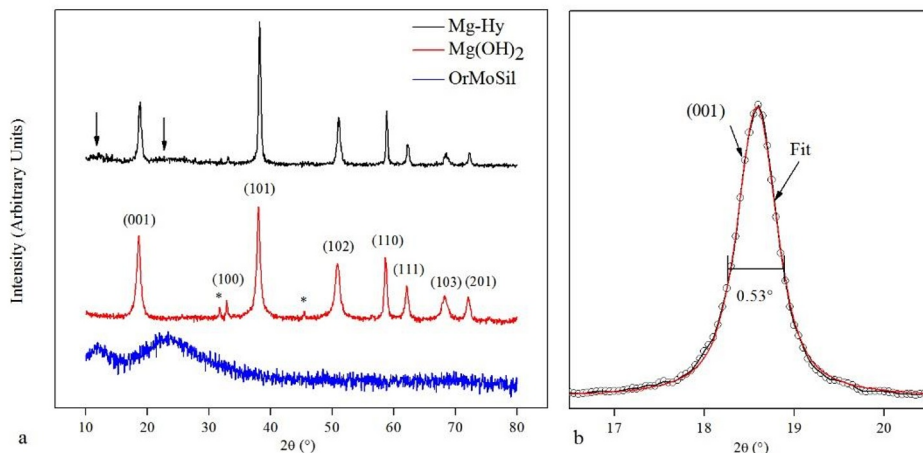 Mg-Hy
Mg(OH)2
OrMoSil
Intensity (Arbitrary Units)
(001)
*
(100)
(101)
*
(102)
(110)
(111)
(103)
(201)
10 20 30 40 50 60 70 80
2θ (°)
a
(001)
Fit
0.53°
17 18 19 20
2θ (°)
b